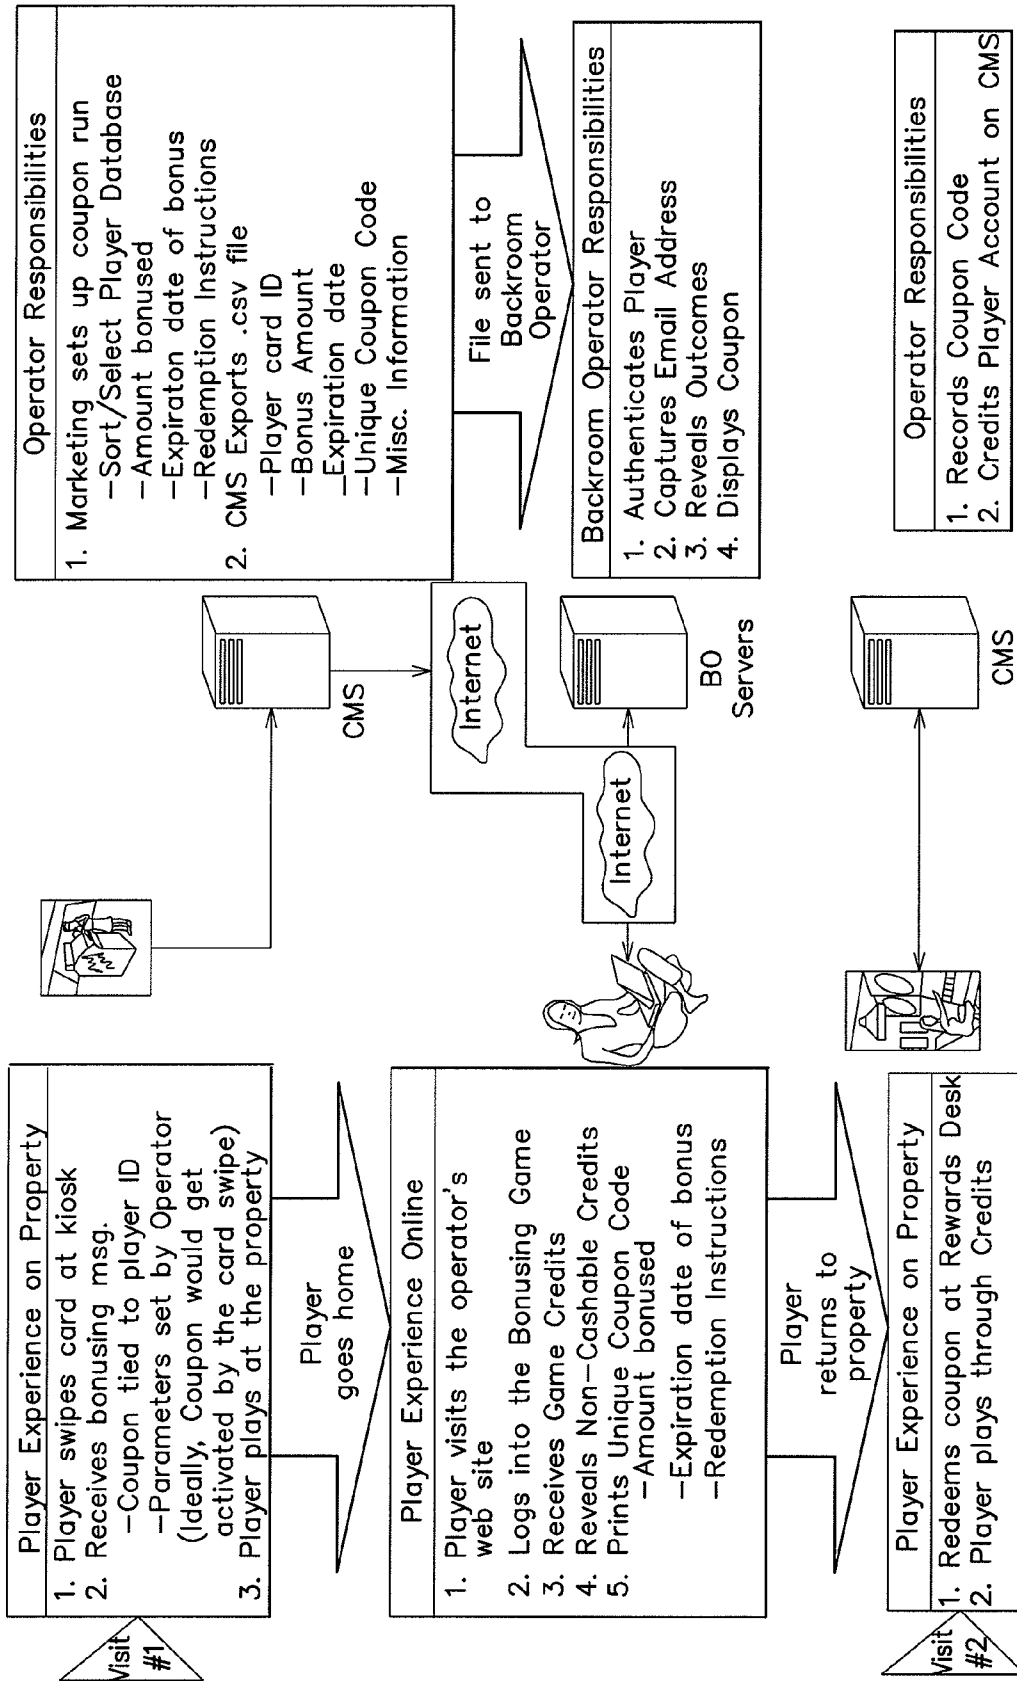 Visit
#1
Player Experience on Property
1. Player swipes card at kiosk
2. Receives bonusing msg.
–Coupon tied to player ID
–Parameters set by Operator
(Ideally, Coupon would get
activated by the card swipe)
3. Player plays at the property
CMS
Operator Responsibilities
1. Marketing sets up coupon run
–Sort/Select Player Database
–Amount bonused
–Expiraton date of bonus
–Redemption Instructions
2. CMS Exports .csv file
–Player card ID
–Bonus Amount
–Expiration date
–Unique Coupon Code
–Misc. Information
Player
goes home
Internet
File sent to
Backroom
Operator
Player Experience Online
1. Player visits the operator's
web site
2. Logs into the Bonusing Game
3. Receives Game Credits
4. Reveals Non–Cashable Credits
5. Prints Unique Coupon Code
–Amount bonused
–Expiration date of bonus
–Redemption Instructions
Internet
BO
Servers
Backroom Operator Responsibilities
1. Authenticates Player
2. Captures Email Address
3. Reveals Outcomes
4. Displays Coupon
Player
returns to
property
Visit
#2
Player Experience on Property
1. Redeems coupon at Rewards Desk
2. Player plays through Credits
CMS
Operator Responsibilities
1. Records Coupon Code
2. Credits Player Account on CMS